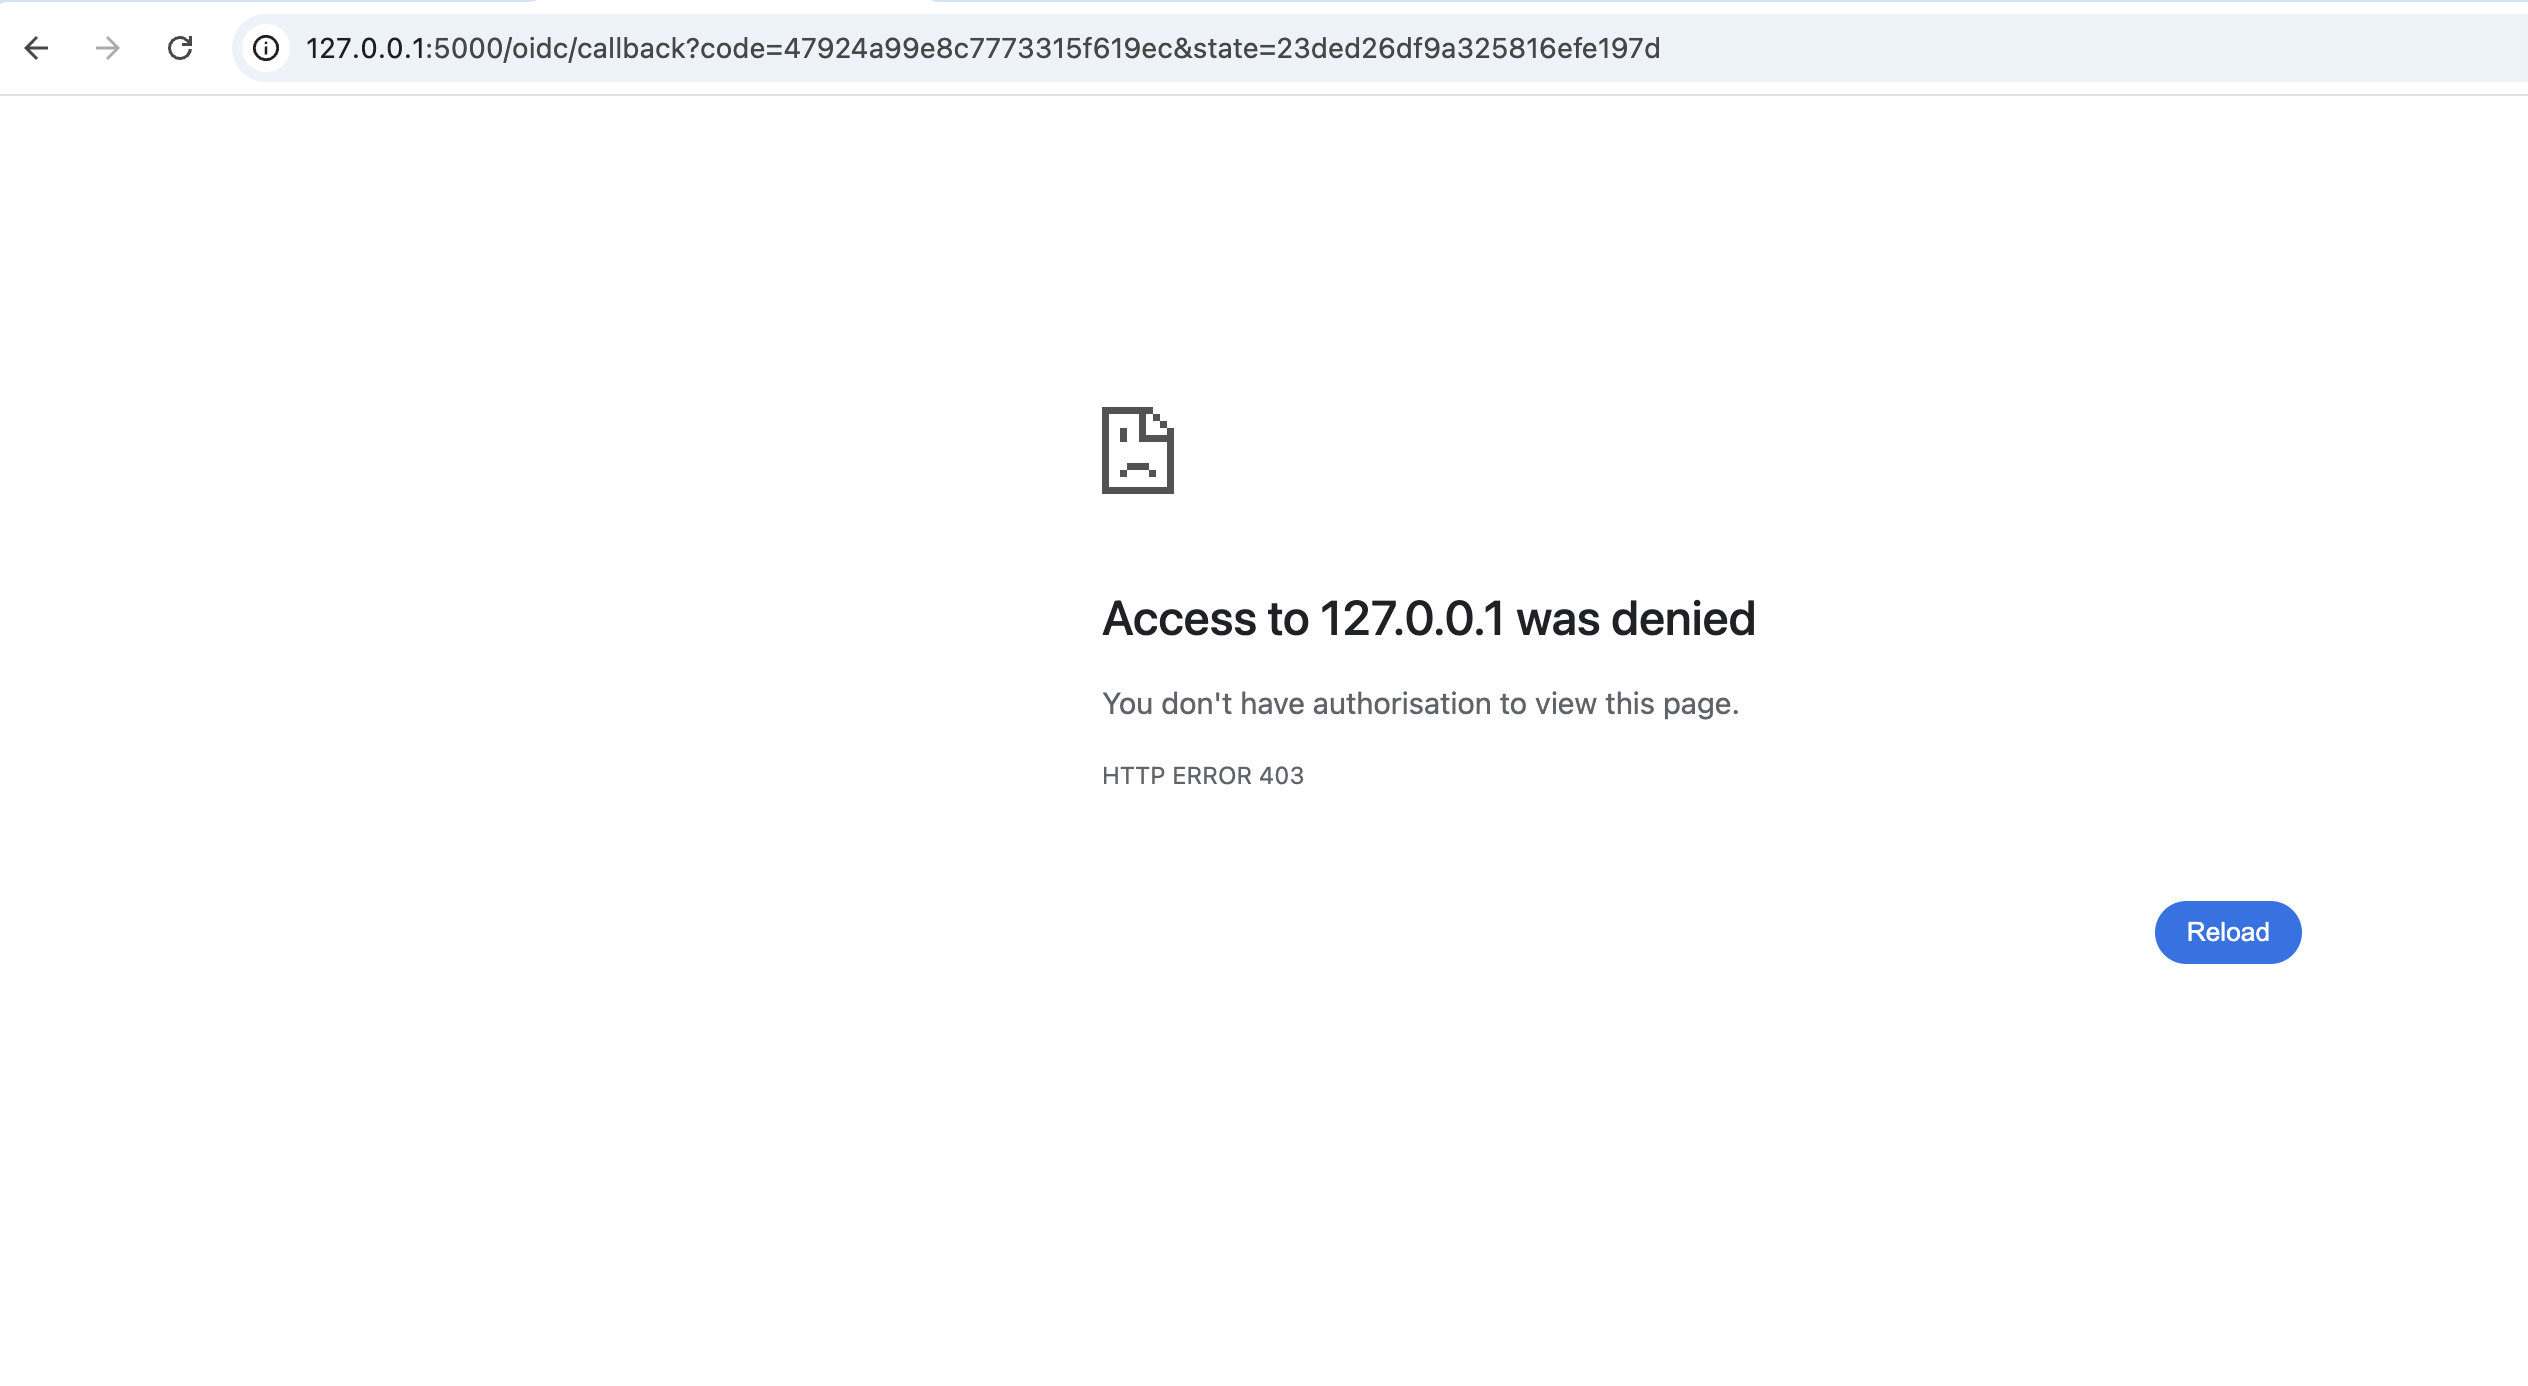 127.0.0.1:5000/oidc/callback?code=47924a99e8c7773315f619ec&state=23ded26df9a325816efe197d
Access to 127.0.0.1 was denied
You don't have authorisation to view this page.
HTTP ERROR 403
Reload